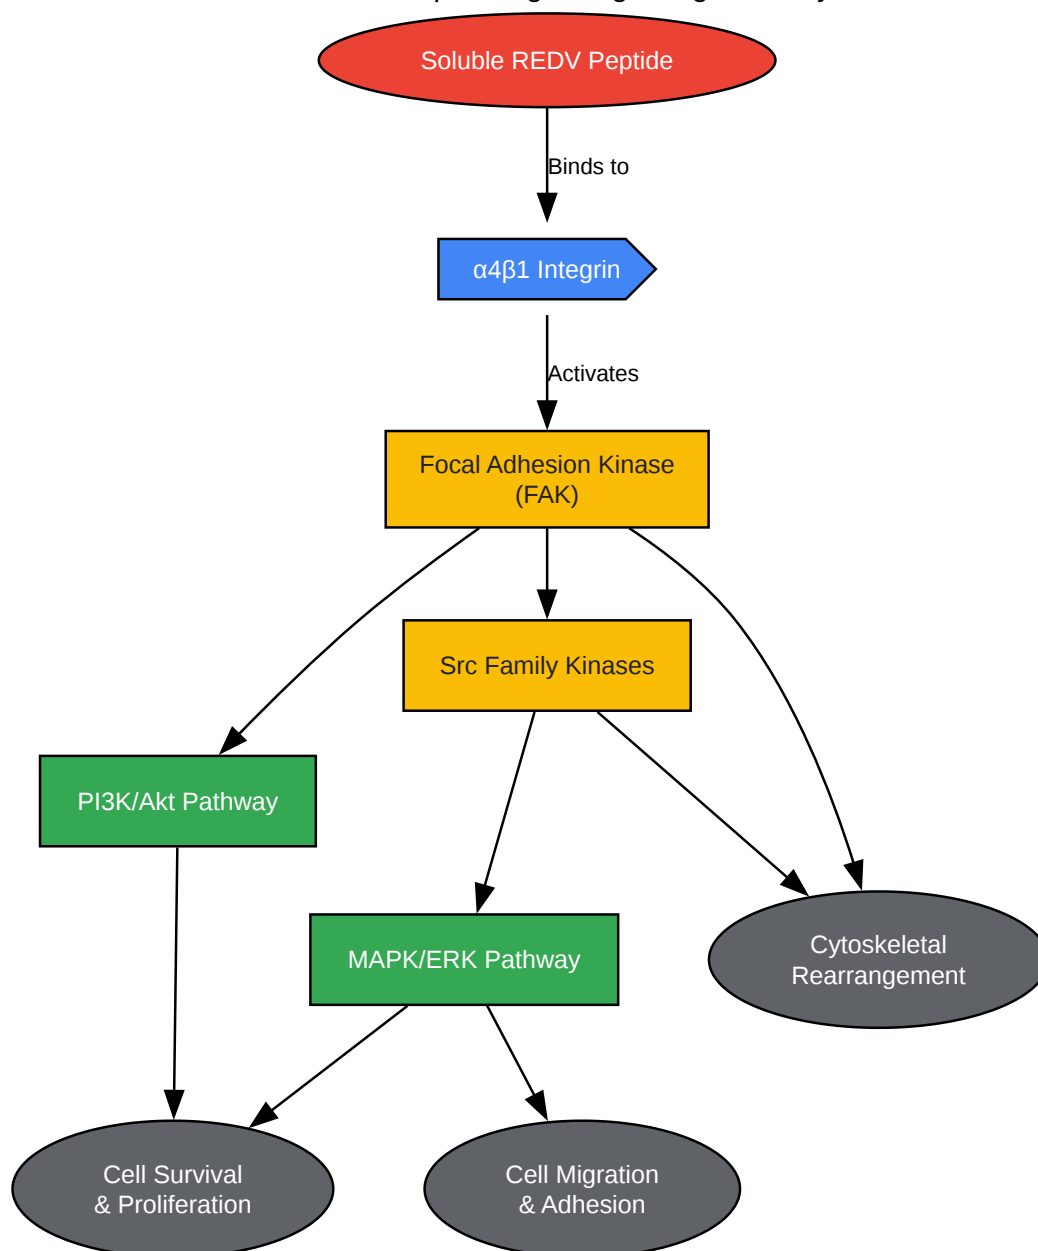 Soluble REDV Peptide
Binds to
α4β1 Integrin
Activates
Focal Adhesion Kinase
(FAK)
Src Family Kinases
PI3K/Akt Pathway
MAPK/ERK Pathway
Cytoskeletal
Rearrangement
Cell Survival
& Proliferation
Cell Migration
& Adhesion